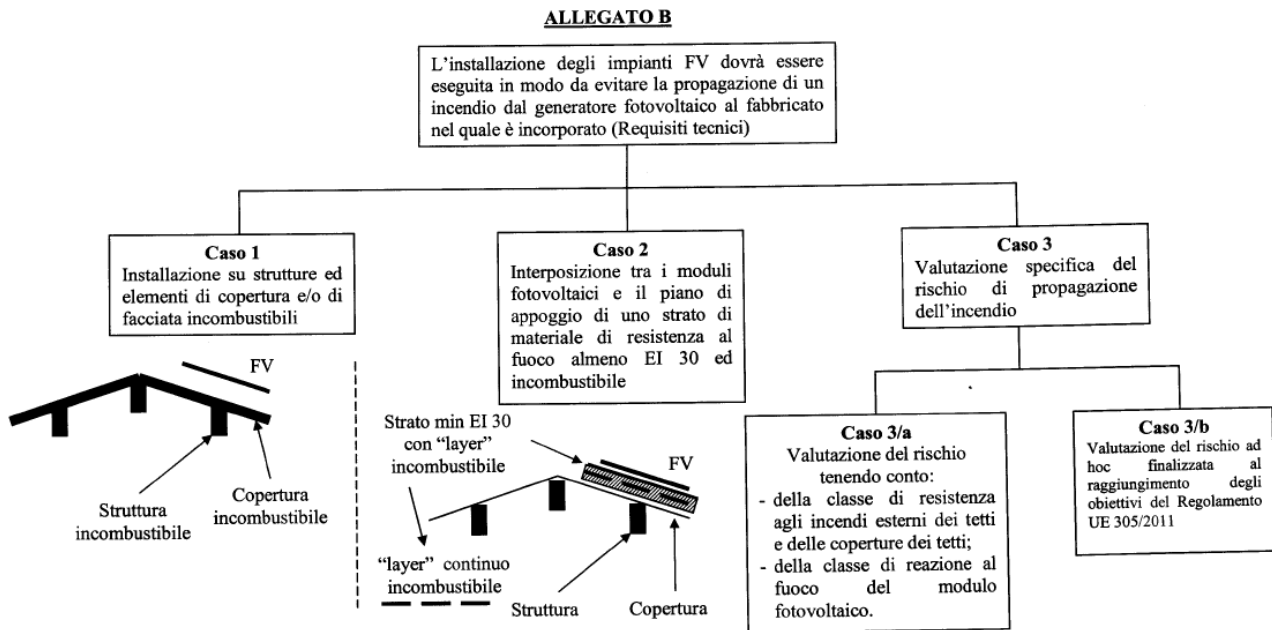 ALLEGATO B
L'installazione degli impianti FV dovrà essere
eseguita in modo da evitare la propagazione di un
incendio dal generatore fotovoltaico al fabbricato
nel quale è incorporato (Requisiti tecnici)
Caso 1
Installazione su strutture ed
elementi di copertura e/o di
facciata incombustibili
FV
Struttura
incombustibile
Copertura
incombustibile
Caso 2
Interposizione tra i moduli
fotovoltaici e il piano di
appoggio di uno strato di
materiale di resistenza al
fuoco almeno EI 30 ed
incombustibile
Strato min EI 30
con “layer”
incombustibile
FV
“layer” continuo
incombustibile
Struttura
Copertura
Caso 3
Valutazione specifica del
rischio di propagazione
dell'incendio
Caso 3/a
Valutazione del rischio
tenendo conto:
- della classe di resistenza
agli incendi esterni dei tetti
e delle coperture dei tetti;
- della classe di reazione al
fuoco del modulo
fotovoltaico.
Caso 3/b
Valutazione del rischio ad
hoc finalizzata al
raggiungimento degli
obiettivi del Regolamento
UE 305/2011